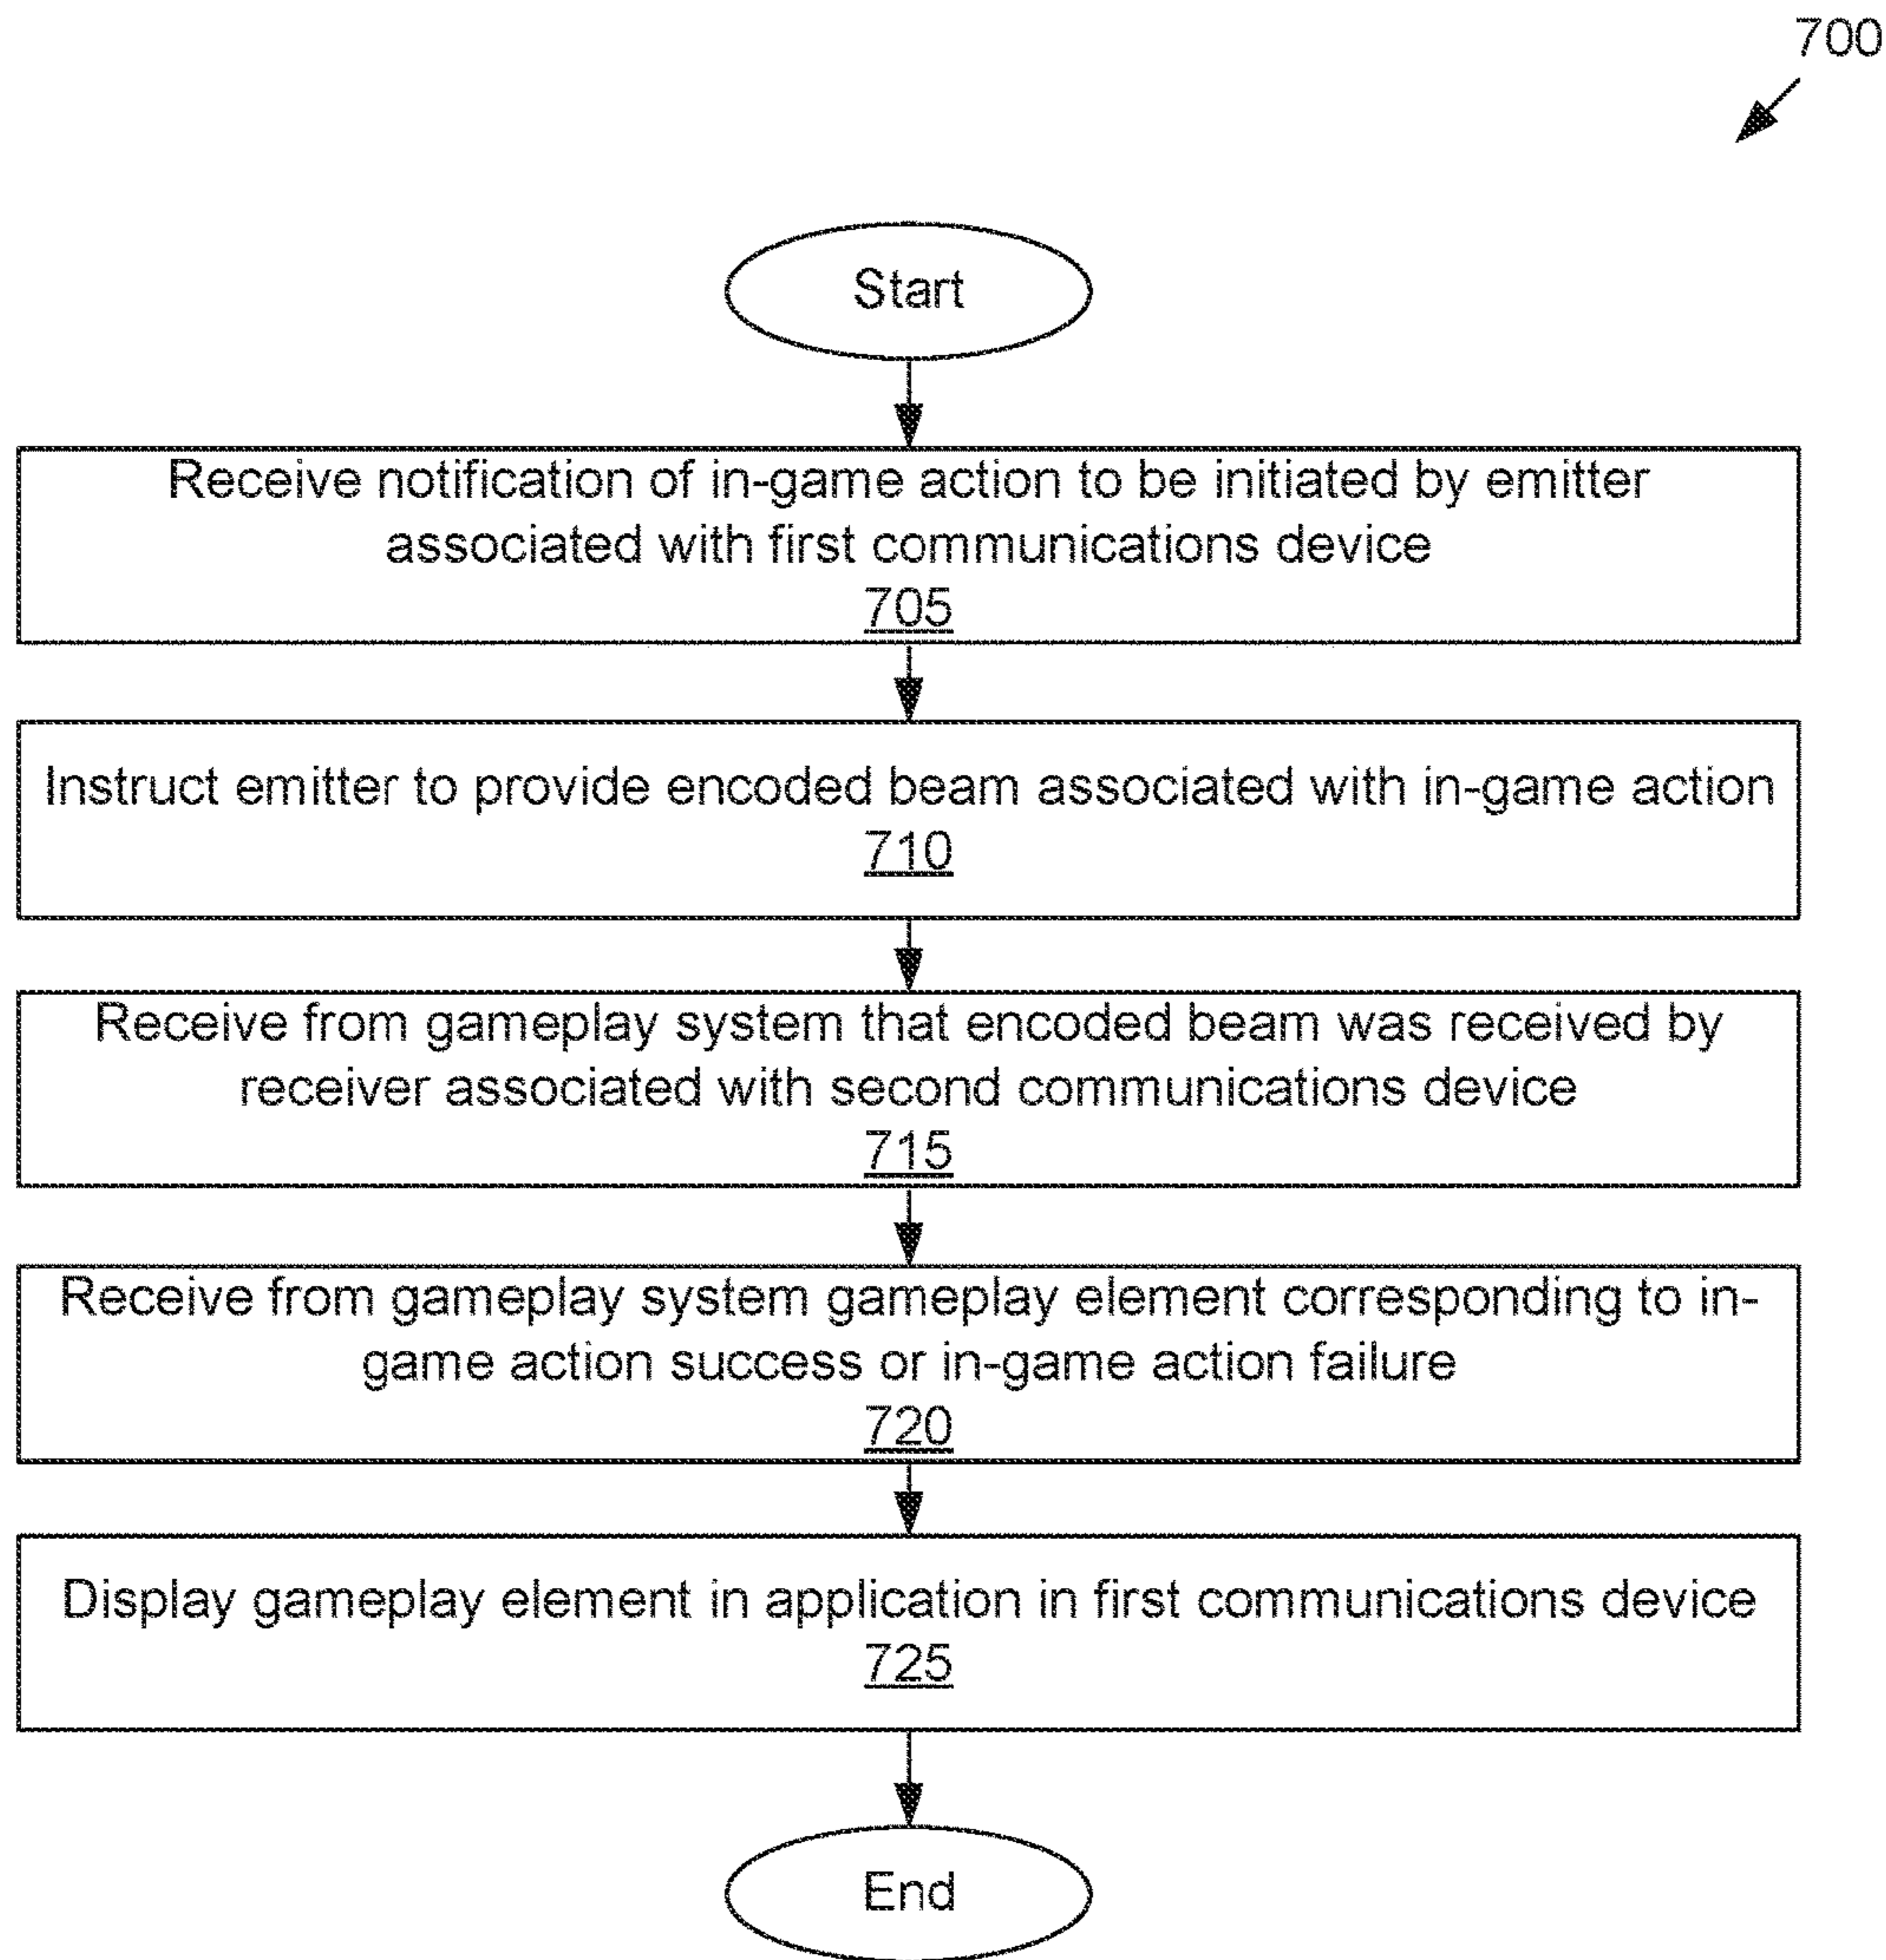 700
Start
Receive notification of in-game action to be initiated by emitter
associated with first communications device
705
Instruct emitter to provide encoded beam associated with in-game action
710
Receive from gameplay system that encoded beam was received by
receiver associated with second communications device
715
Receive from gameplay system gameplay element corresponding to in-
game action success or in-game action failure
720
Display gameplay element in application in first communications device
725
End